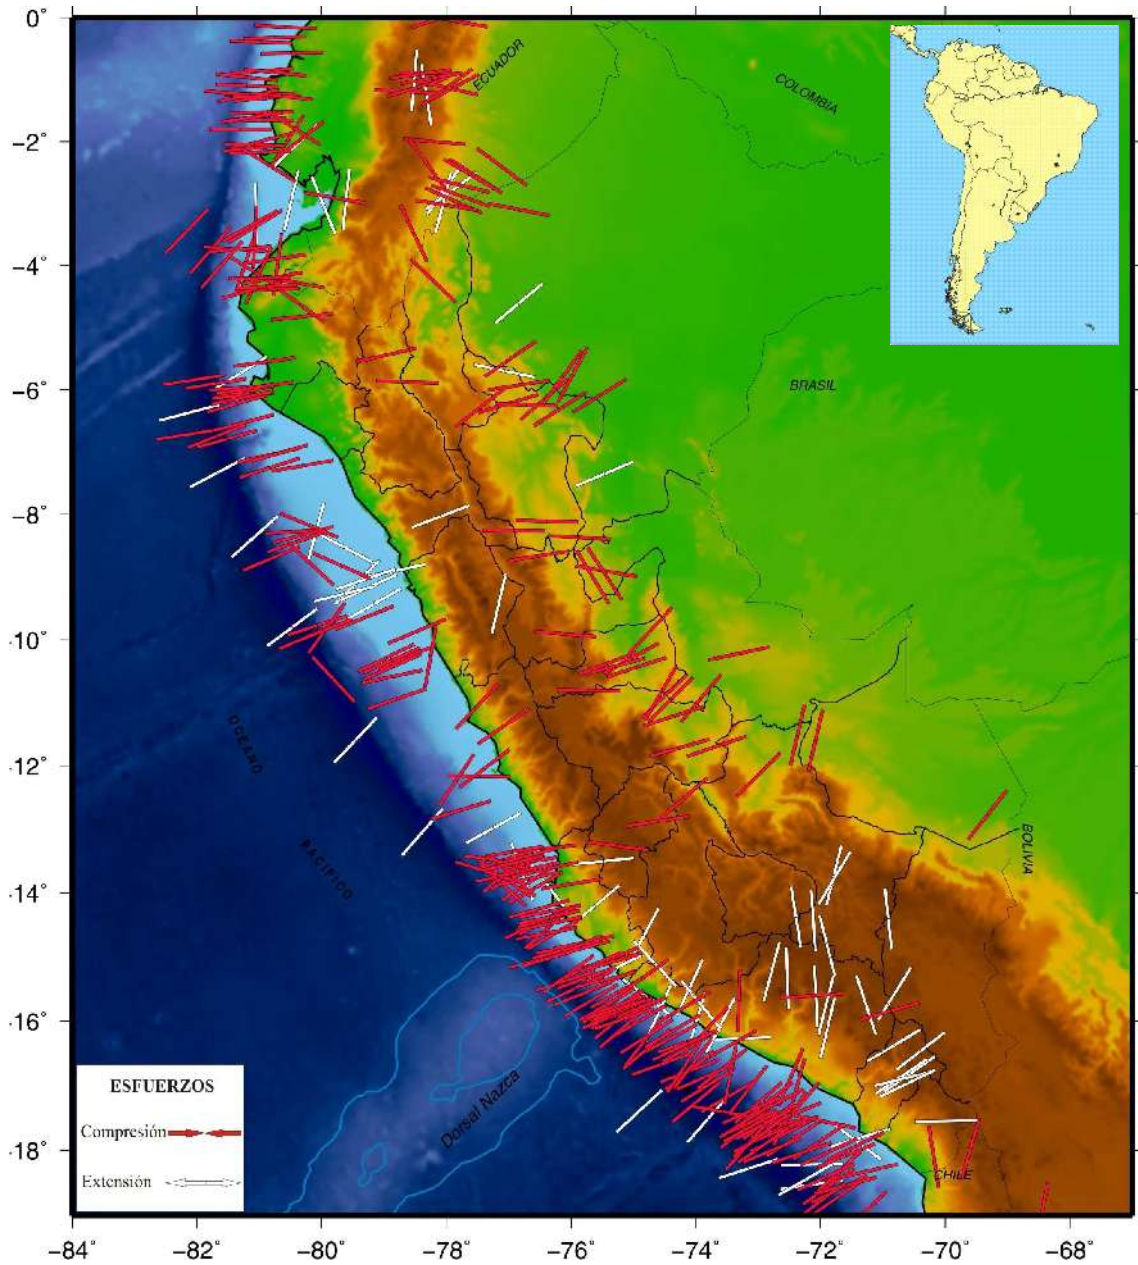 0°
−2
−4
−6
−8
−10
·12
·14
·16
·18
−84°
−82°
−80°
−78°
−76°
−74°
−72°
−70°
−68°
ECUADOR
COLOMBIA
BRASIL
OCEANO
PACIFICO
BOLIVIA
Dorsal Nazca
CHILE
ESFUERZOS
Compresión
Extensión